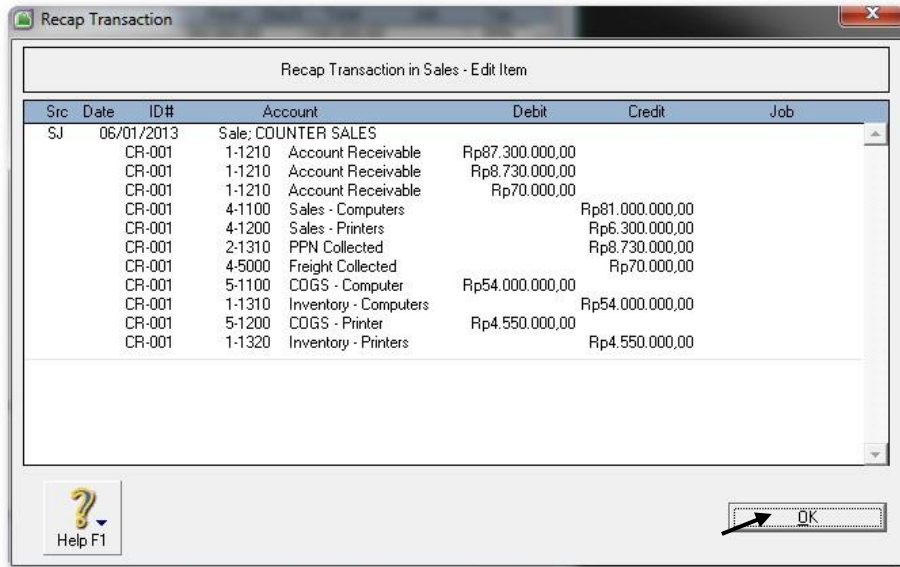 Recap Transaction
Recap Transaction in Sales - Edit Item
Src Date ID# Account Debit Credit Job
SJ 06/01/2013 Sale; COUNTER SALES
CR-001 1-1210 Account Receivable Rp87.300.000,00
CR-001 1-1210 Account Receivable Rp8.730.000,00
CR-001 1-1210 Account Receivable Rp70.000,00
CR-001 4-1100 Sales - Computers Rp81.000.000,00
CR-001 4-1200 Sales - Printers Rp6.300.000,00
CR-001 2-1310 PPN Collected Rp8.730.000,00
CR-001 4-5000 Freight Collected Rp70.000,00
CR-001 5-1100 COGS - Computer Rp54.000.000,00
CR-001 1-1310 Inventory - Computers Rp54.000.000,00
CR-001 5-1200 COGS - Printer Rp4.550.000,00
CR-001 1-1320 Inventory - Printers Rp4.550.000,00
Help F1
OK